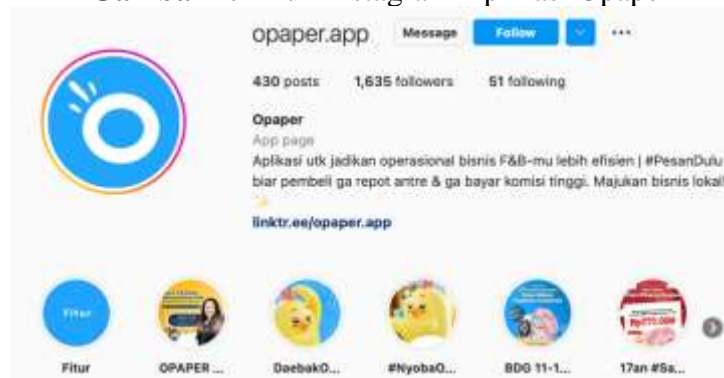 opaper.app Message Follow
430 posts 1,635 followers 51 following
Opaper
App page
Aplikasi utk jadikan operasional bisnis F&B-mu lebih efisien | #PesanDulu
biar pembeli ga repot antre & ga bayar komisi tinggi. Majukan bisnis lokal!
linktr.ee/opaper.app
Fitur
Fitur OPAPER ... DaebakO... #NyobaO... BDG 11-1... 17an #Sa...